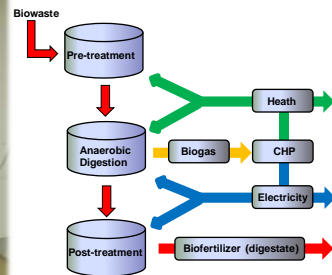 Biowaste
Pre-treatment
Heath
Anaerobic
Digestion
Biogas
CHP
Electricity
Post-treatment
Biofertilizer (digestate)